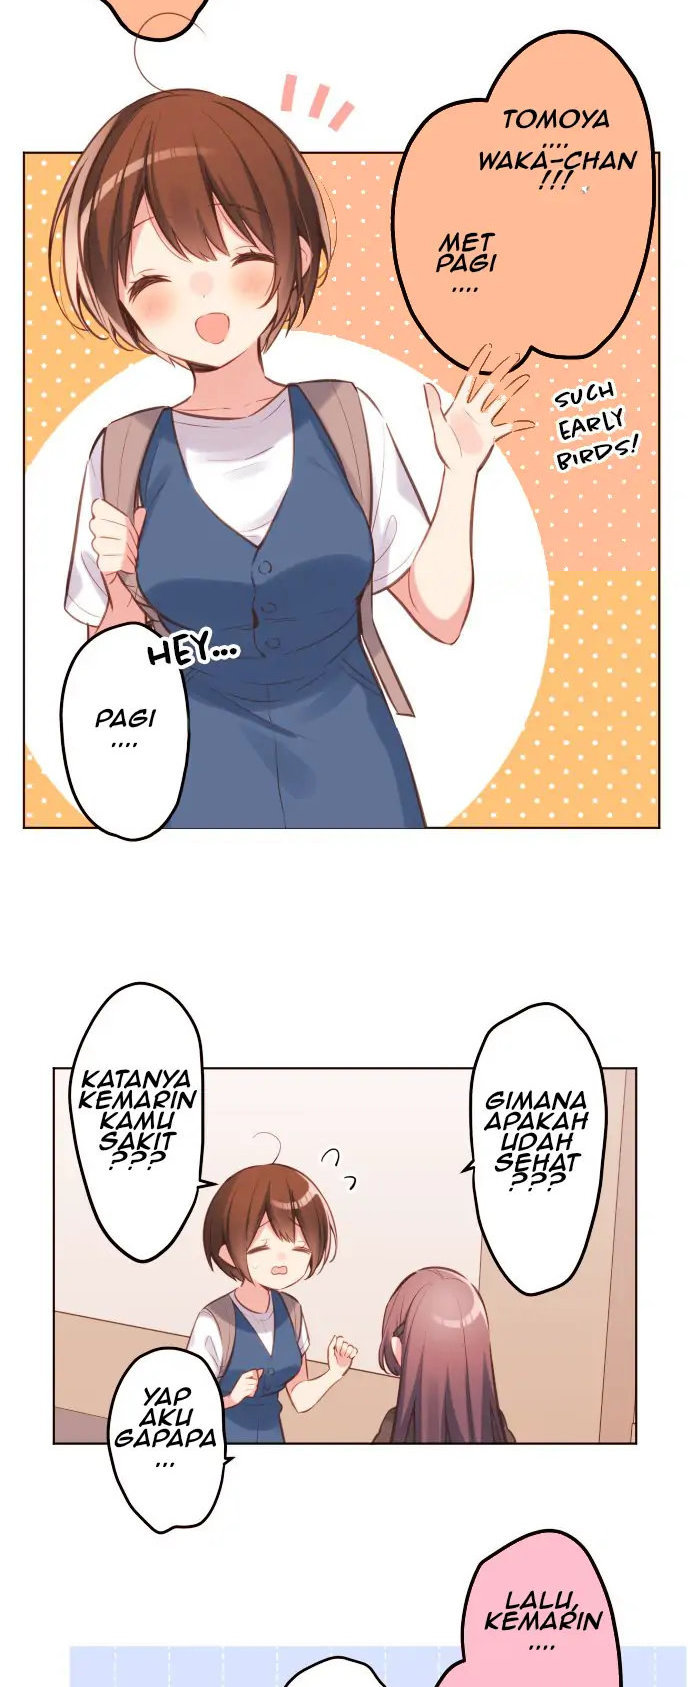 TOMOYA
....
WAKA-CHAN
!!!
MET
PAGI
....
SUCH
EARLY
BIRDS!
HEY...
PAGI
....
KATANYA
KEMARIN
KAMU
SAKIT
???
GIMANA
APAKAH
UDAH
SEHAT
???
YAP
AKU
GAPAPA
...
LALU,
KEMARIN
....